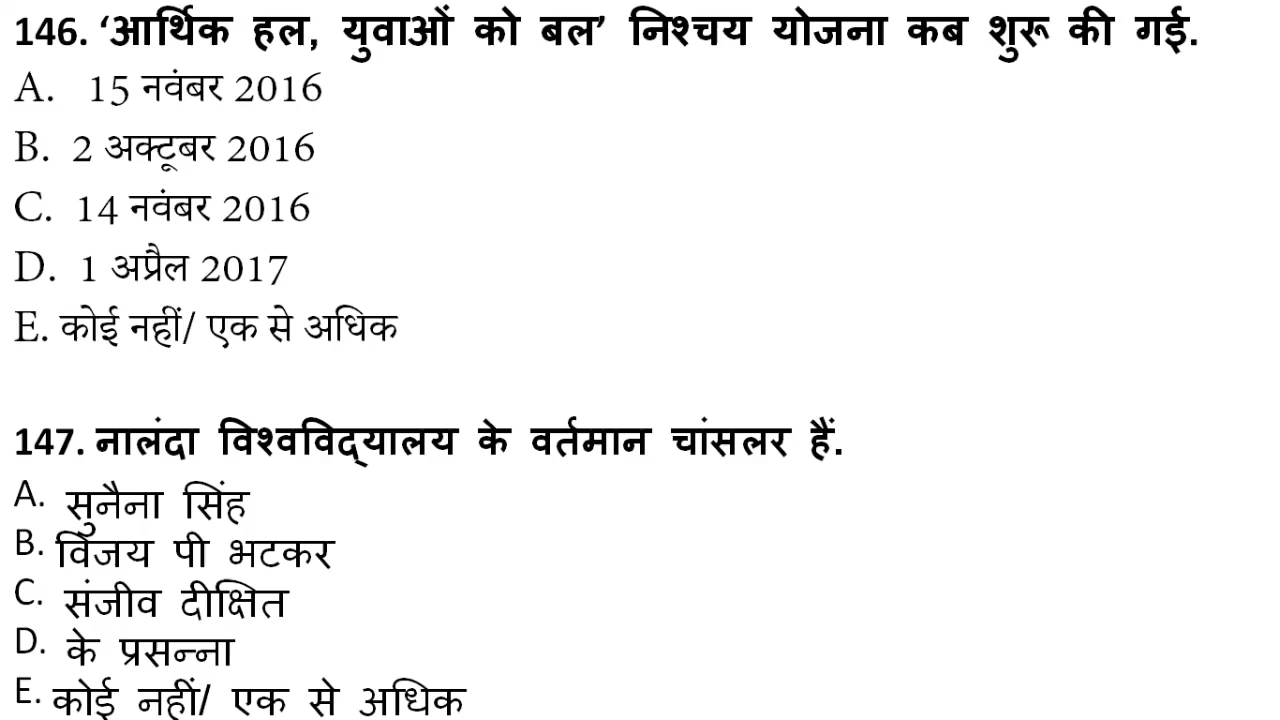 146. ‘आर्थिक हल, युवाओं को बल’ निश्चय योजना कब शुरू की गई.
A. 15 नवंबर 2016
B. 2 अक्टूबर 2016
C. 14 नवंबर 2016
D. 1 अप्रैल 2017
E. कोई नहीं/ एक से अधिक
147. नालंदा विश्वविद्यालय के वर्तमान चांसलर हैं.
A. सुनैना सिंह
B. विजय पी भटकर
C. संजीव दीक्षित
D. के प्रसन्ना
E. कोई नहीं/ एक से अधिक